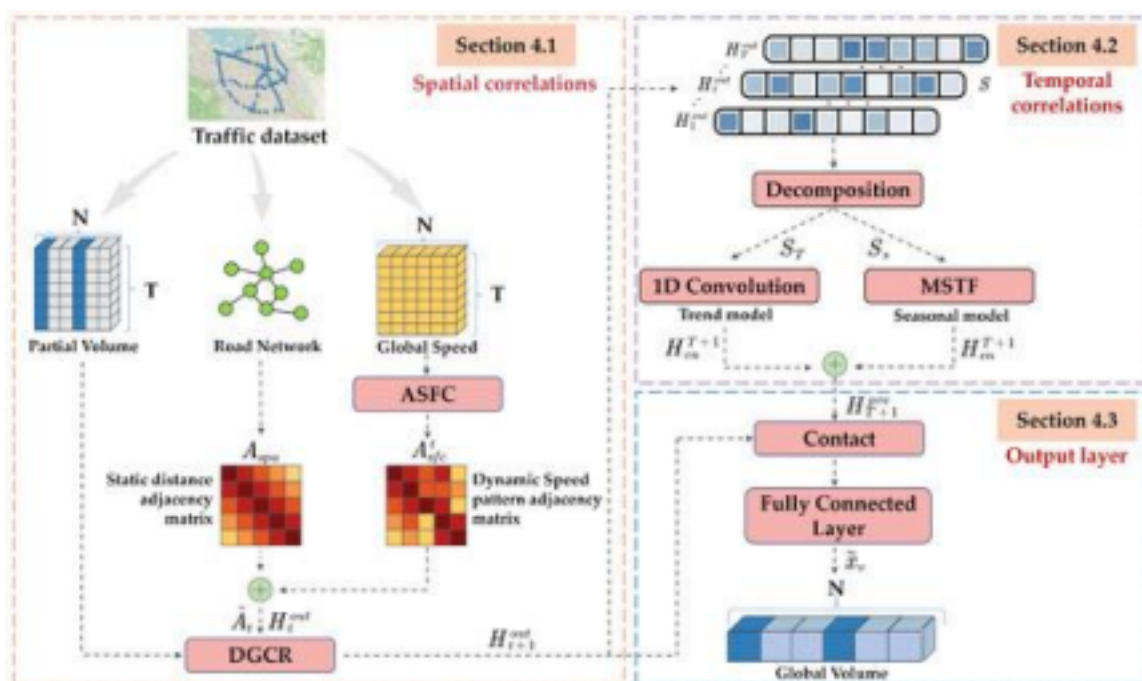 Section 4.1
Spatial correlations
Traffic dataset
N
T
Partial Volume
Road Network
N
T
Global Speed
ASFC
Static distance
adjacency
matrix
Dynamic Speed
pattern adjacency
matrix
DGCR
Section 4.2
Temporal
correlations
S
Decomposition
1D Convolution
Trend model
MSTF
Seasonal model
Section 4.3
Output layer
Contact
Fully Connected
Layer
N
Global Volume